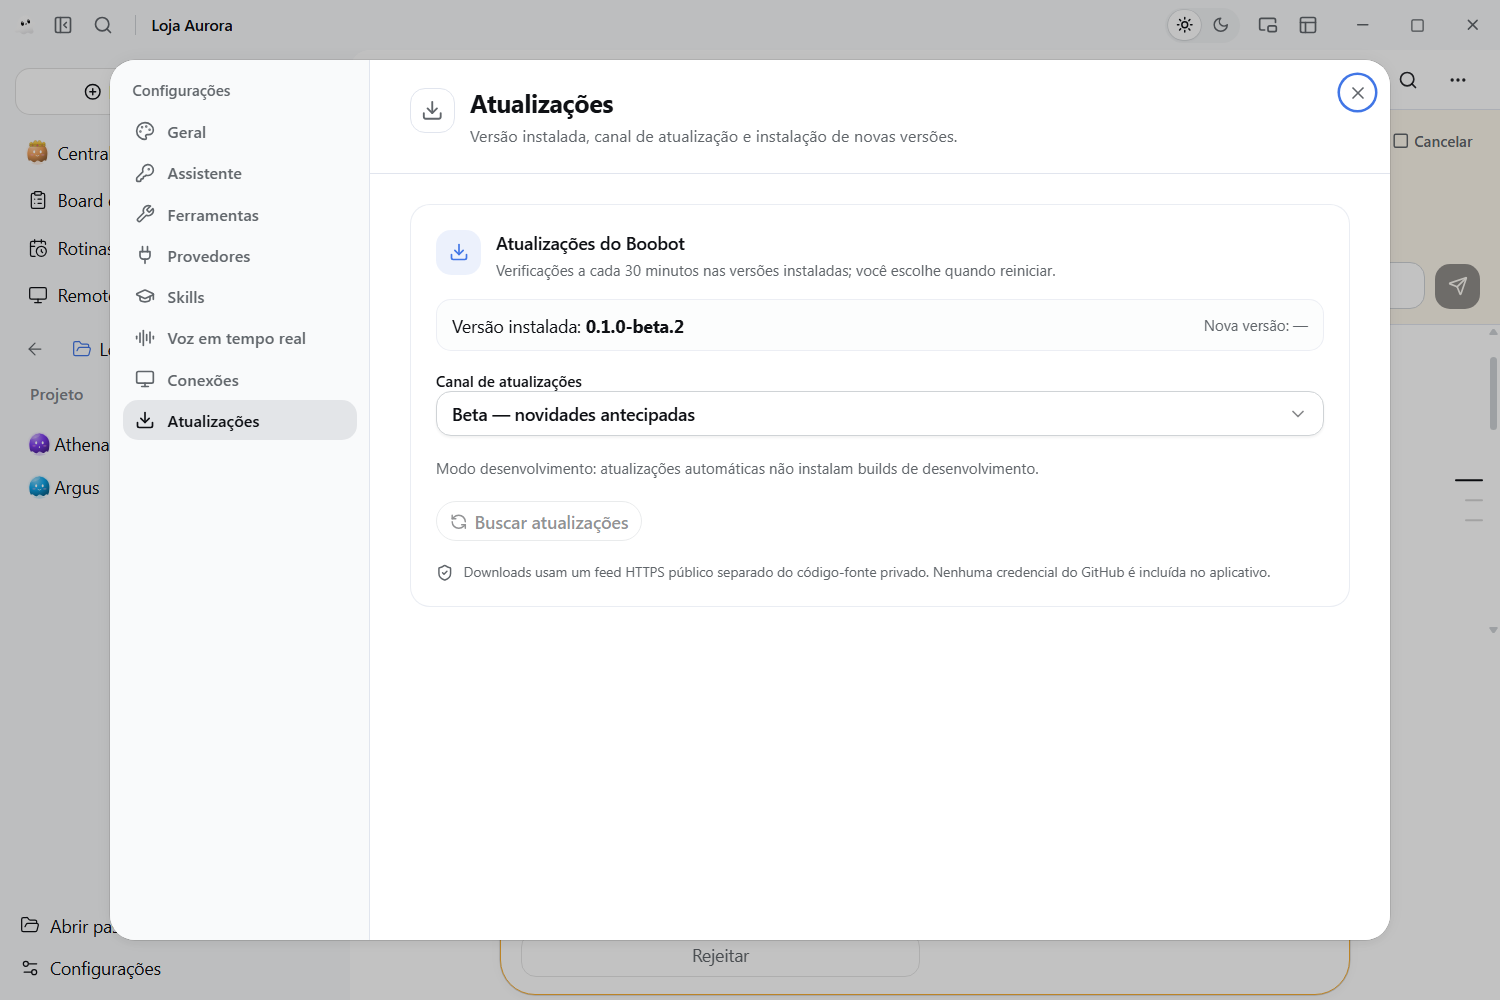 Loja Aurora
Configurações
Geral
Assistente
Ferramentas
Provedores
Skills
Voz em tempo real
Conexões
Atualizações
Atualizações
Versão instalada, canal de atualização e instalação de novas versões.
Atualizações do Boobot
Verificações a cada 30 minutos nas versões instaladas; você escolhe quando reiniciar.
Versão instalada: 0.1.0-beta.2
Nova versão: —
Canal de atualizações
Beta — novidades antecipadas
Modo desenvolvimento: atualizações automáticas não instalam builds de desenvolvimento.
Buscar atualizações
Downloads usam um feed HTTPS público separado do código-fonte privado. Nenhuma credencial do GitHub é incluída no aplicativo.
Cancelar
Board
Rotinas
Projeto
Athena
Argus
Abrir
Configurações
Rejeitar